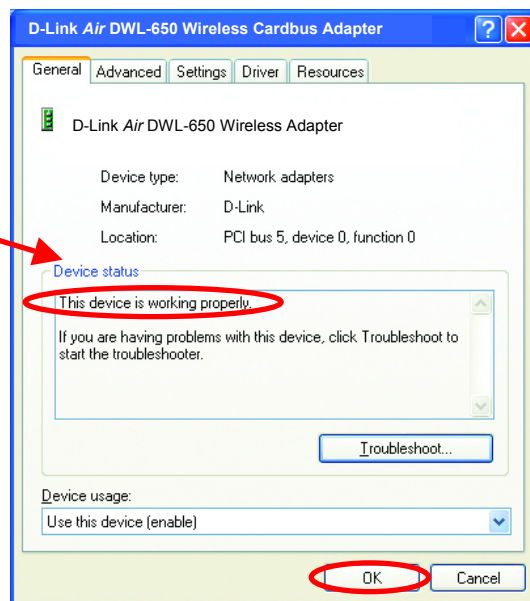 D-Link Air DWL-650 Wireless Cardbus Adapter
General Advanced Settings Driver Resources
D-Link Air DWL-650 Wireless Adapter
Device type: Network adapters
Manufacturer: D-Link
Location: PCI bus 5, device 0, function 0
Device status
This device is working properly.
If you are having problems with this device, click Troubleshoot to
start the troubleshooter.
Troubleshoot...
Device usage:
Use this device (enable)
OK Cancel